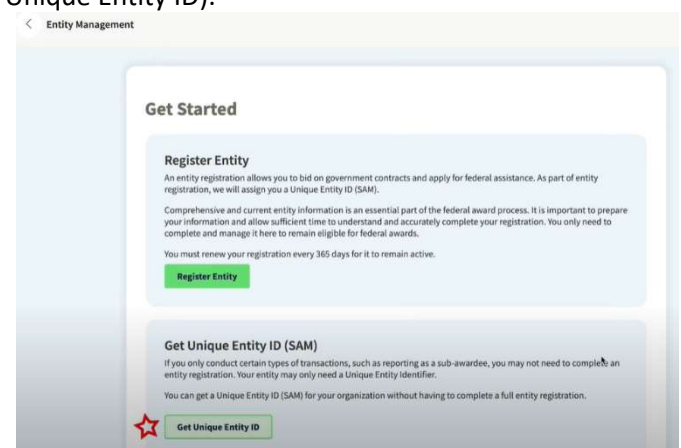 Unique Entity ID).
Entity Management
Get Started
Register Entity
An entity registration allows you to bid on government contracts and apply for federal assistance. As part of entity
registration, we will assign you a Unique Entity ID (SAM).
Comprehensive and current entity information is an essential part of the federal award process. It is important to prepare
your information and allow sufficient time to understand and accurately complete your registration. You only need to
complete and manage it here to remain eligible for federal awards.
You must renew your registration every 365 days for it to remain active.
Register Entity
Get Unique Entity ID (SAM)
If you only conduct certain types of transactions, such as reporting as a sub-awardee, you may not need to complete an
entity registration. Your entity may only need a Unique Entity Identifier.
You can get a Unique Entity ID (SAM) for your organization without having to complete a full entity registration.
Get Unique Entity ID